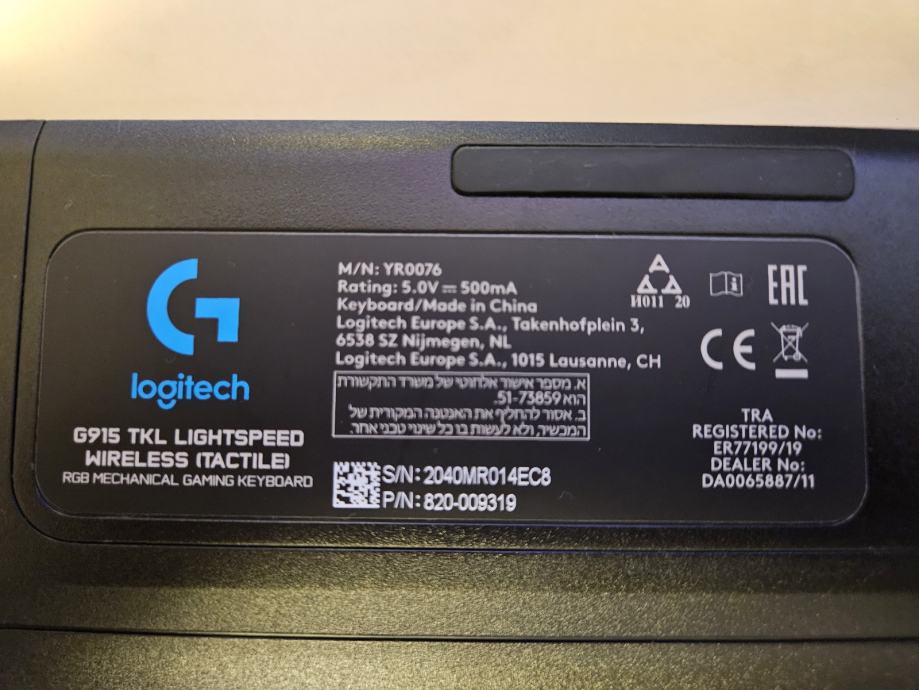 logitech
G915 TKL LIGHTSPEED
WIRELESS (TACTILE)
RGB MECHANICAL GAMING KEYBOARD
M/N: YR0076
Rating: 5.0V ⎓ 500mA
Keyboard/Made in China
Logitech Europe S.A., Takenhofplein 3,
6538 SZ Nijmegen, NL
Logitech Europe S.A., 1015 Lausanne, CH
א. מספר אישור אלחוטי של משרד התקשורת
הוא 51-73859.
ב. אסור להחליף את האנטנה המקורית של
המכשיר, ולא לעשות בו כל שינוי טכני אחר.
S/N: 2040MR014EC8
P/N: 820-009319
И011 20
EAC
CE
TRA
REGISTERED No:
ER77199/19
DEALER No:
DA0065887/11